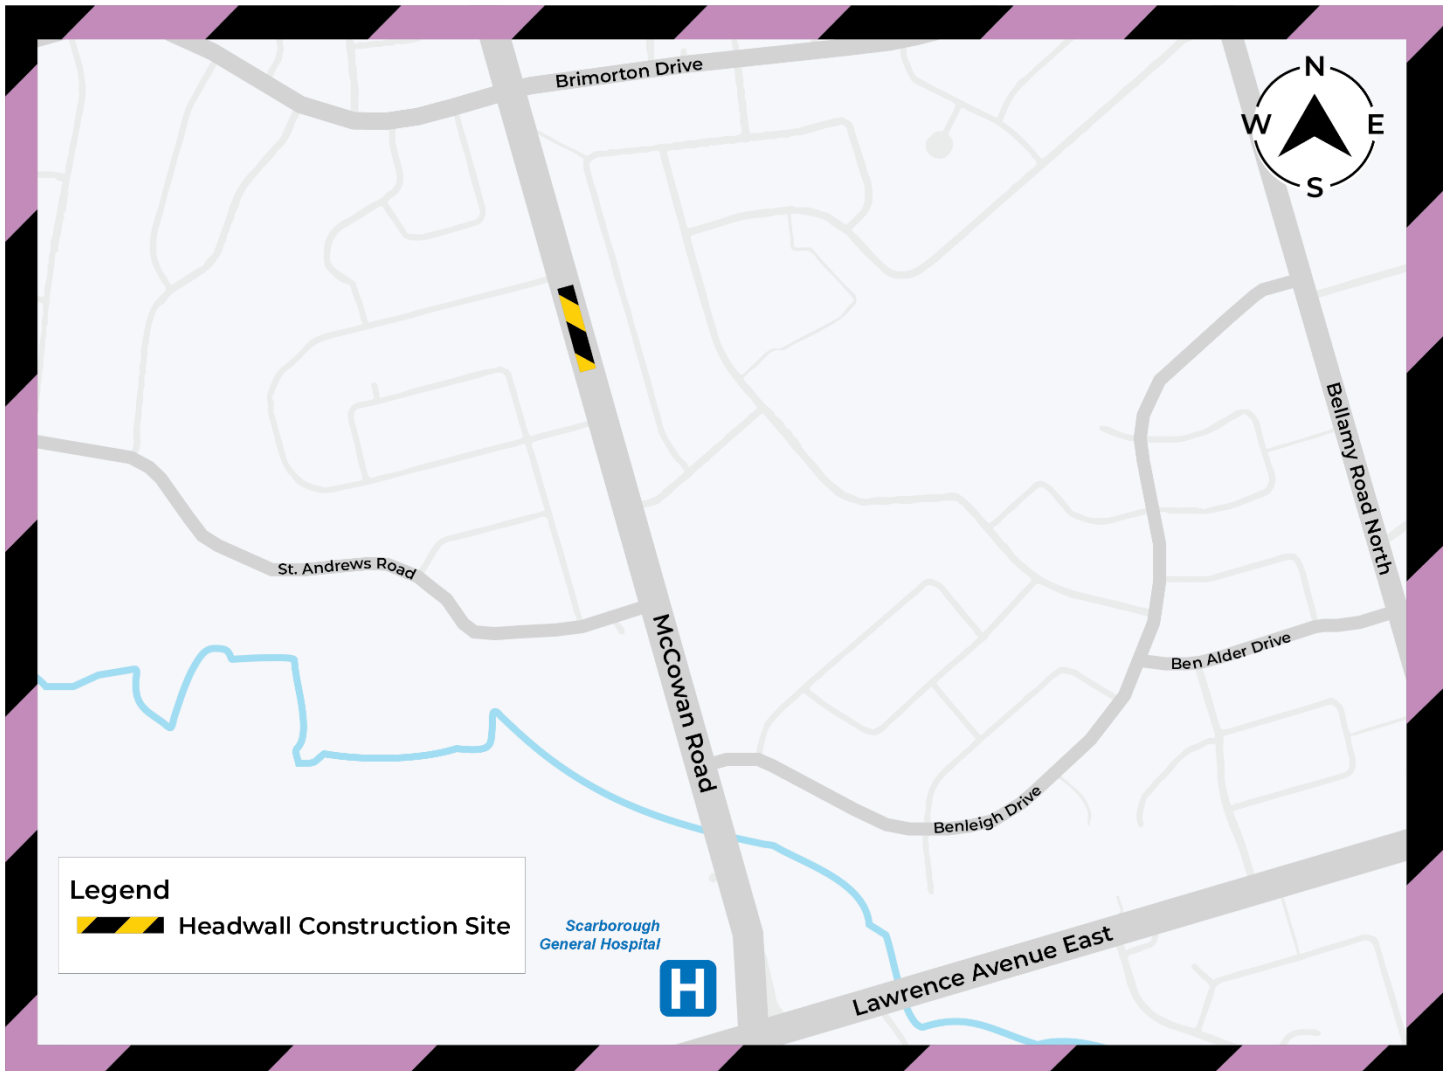 Brimorton Drive
N
W
E
S
Bellamy Road North
St. Andrews Road
McCowan Road
Ben Alder Drive
Benleigh Drive
Legend
Headwall Construction Site
Scarborough
General Hospital
H
Lawrence Avenue East